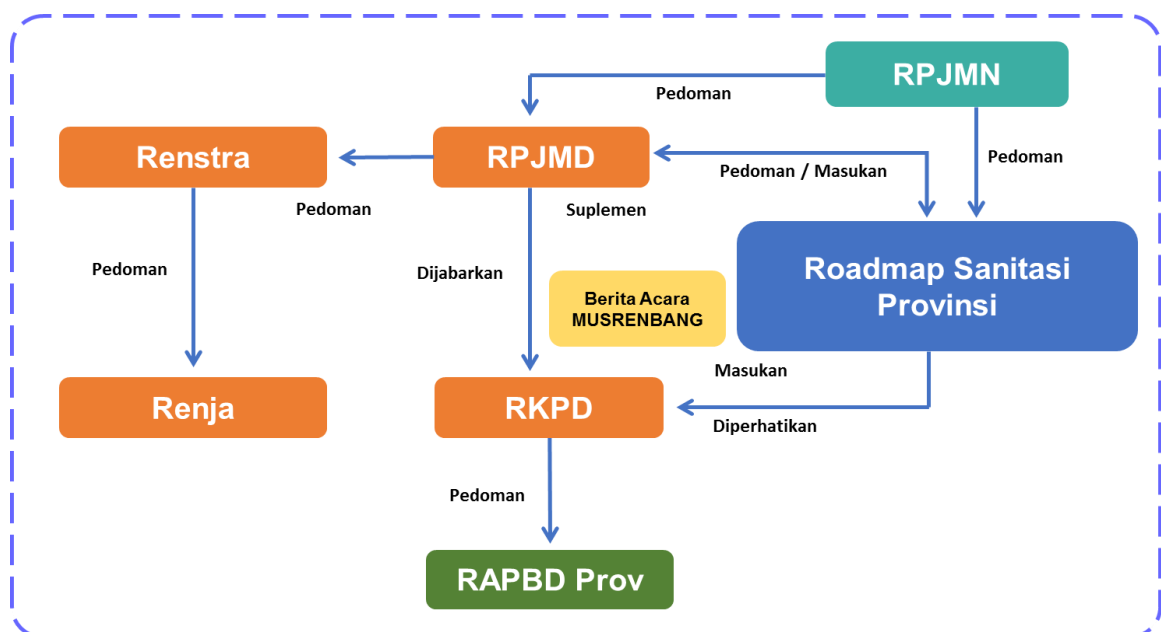 RPJMN
Pedoman
Renstra
RPJMD
Pedoman
Pedoman / Masukan
Pedoman
Suplemen
Roadmap Sanitasi
Provinsi
Pedoman
Dijabarkan
Berita Acara
MUSRENBANG
Masukan
Renja
RKPD
Diperhatikan
Pedoman
RAPBD Prov